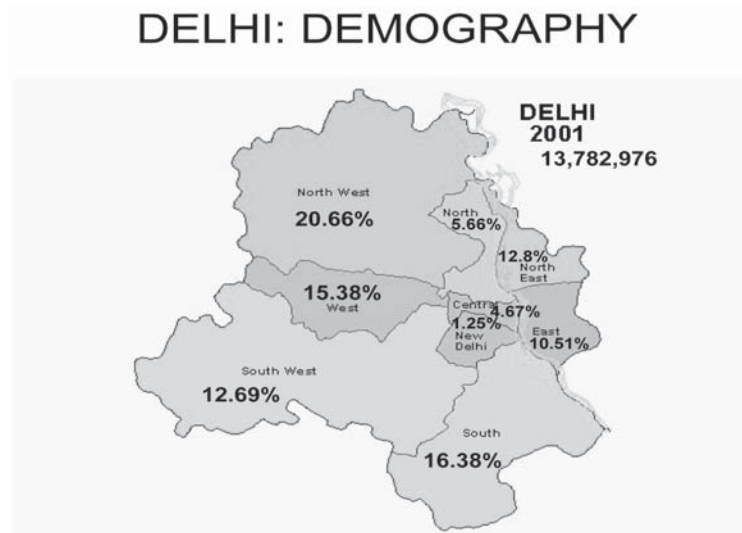 DELHI: DEMOGRAPHY
DELHI
2001
13,782,976
North West
20.66%
North
5.66%
12.8%
North
East
15.38%
West
Central
4.67%
1.25%
New
Delhi
East
10.51%
South West
12.69%
South
16.38%